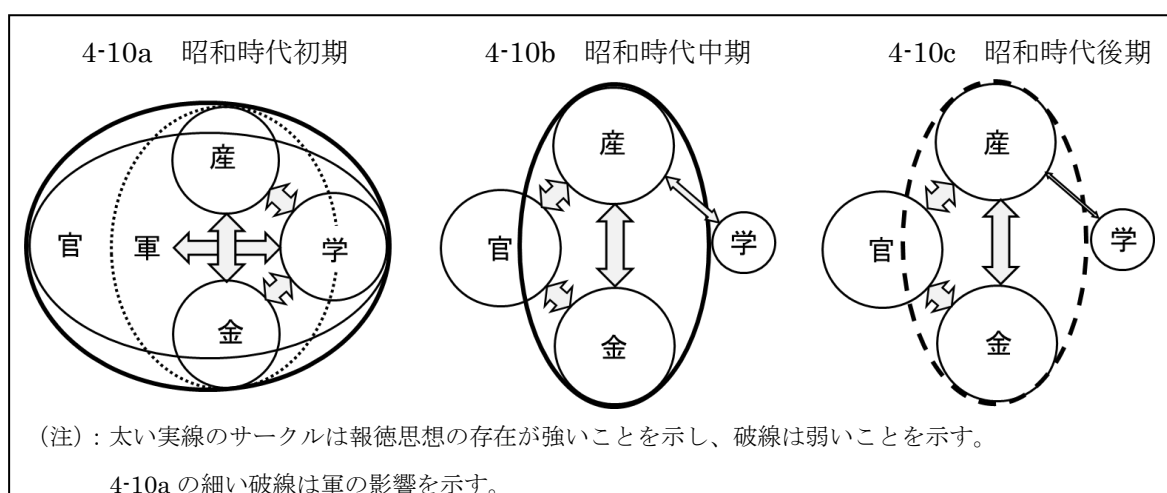 4-10a 昭和時代初期
4-10b 昭和時代中期
4-10c 昭和時代後期
産
官
軍
学
金
産
官
学
金
産
官
学
金
（注）：太い実線のサークルは報徳思想の存在が強いことを示し、破線は弱いことを示す。
4-10a の細い破線は軍の影響を示す。